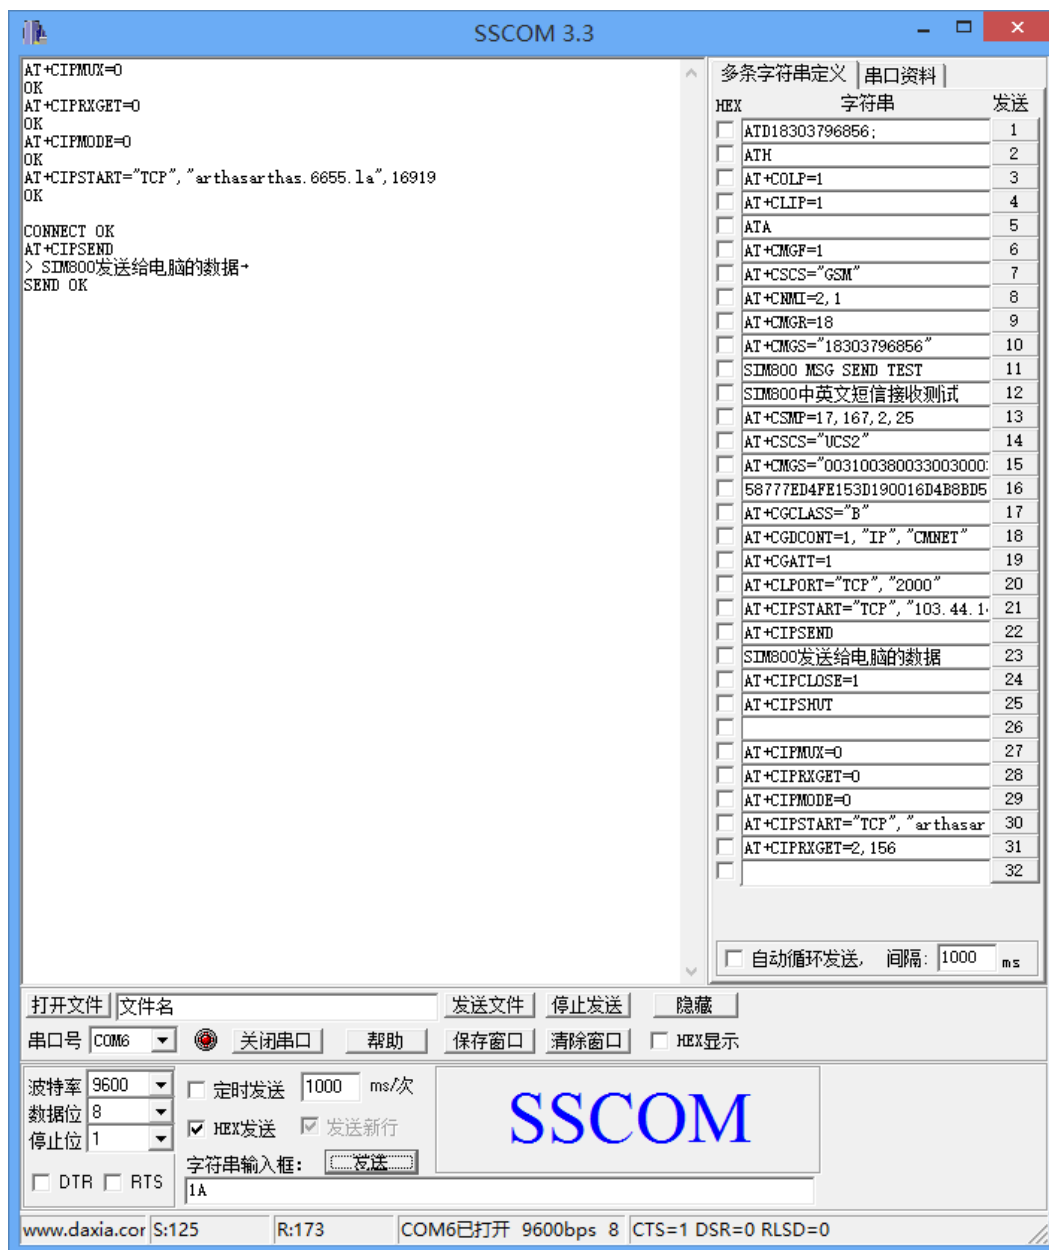 SSCOM 3.3
AT+CIPMUX=0
OK
AT+CIPRXGET=0
OK
AT+CIPMODE=0
OK
AT+CIPSTART="TCP","arthasarthas.6655.la",16919
OK
CONNECT OK
AT+CIPSEND
> SIM800发送给电脑的数据→
SEND OK
多条字符串定义 串口资料
HEX 字符串 发送
ATD18303796856; 1
ATH 2
AT+COLP=1 3
AT+CLIP=1 4
ATA 5
AT+CMGF=1 6
AT+CSCS="GSM" 7
AT+CNMI=2,1 8
AT+CMGR=18 9
AT+CMGS="18303796856" 10
SIM800 MSG SEND TEST 11
SIM800中英文短信接收测试 12
AT+CSMP=17,167,2,25 13
AT+CSCS="UCS2" 14
AT+CMGS="003100380033003000 15
58777ED4FE153D190016D4B8BD5 16
AT+CGCLASS="B" 17
AT+CGDCONT=1,"IP","CMNET" 18
AT+CGATT=1 19
AT+CLPORT="TCP","2000" 20
AT+CIPSTART="TCP","103.44.1 21
AT+CIPSEND 22
SIM800发送给电脑的数据 23
AT+CIPCLOSE=1 24
AT+CIPSHUT 25
26
AT+CIPMUX=0 27
AT+CIPRXGET=0 28
AT+CIPMODE=0 29
AT+CIPSTART="TCP","arthasar 30
AT+CIPRXGET=2,156 31
32
自动循环发送, 间隔: 1000 ms
打开文件 文件名 发送文件 停止发送 隐藏
串口号 COM6 关闭串口 帮助 保存窗口 清除窗口 HEX显示
波特率 9600 定时发送 1000 ms/次
数据位 8
停止位 1 HEX发送 发送新行
SSCOM
DTR RTS 字符串输入框: 发送
1A
www.daxia.cor S:125 R:173 COM6已打开 9600bps 8 CTS=1 DSR=0 RLSD=0